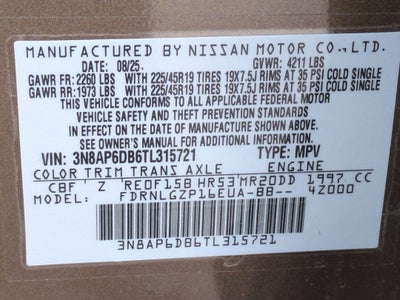 MANUFACTURED BY NISSAN MOTOR CO., LTD.
DATE: 08/25. GVWR: 4211 LBS
GAWR FR: 2260 LBS WITH 225/45R19 TIRES 19X7.5J RIMS AT 35 PSI COLD SINGLE
GAWR RR: 1973 LBS WITH 225/45R19 TIRES 19X7.5J RIMS AT 35 PSI COLD SINGLE
THIS VEHICLE CONFORMS TO ALL APPLICABLE FEDERAL MOTOR
VEHICLE SAFETY AND THEFT PREVENTION STANDARDS
IN EFFECT ON THE DATE OF MANUFACTURE SHOWN ABOVE.
SEE OWNER'S MANUAL FOR ADDITIONAL INFORMATION.
VIN: 3N8AP6DB6TL315721 TYPE: MPV
COLOR TRIM TRANS AXLE ENGINE
CBF Z RE0F15B HR53 MR20DD 1997 CC
MODEL: FDRNLGZP16EUA-BB-- 4Z000
3N8AP6DB6TL315721